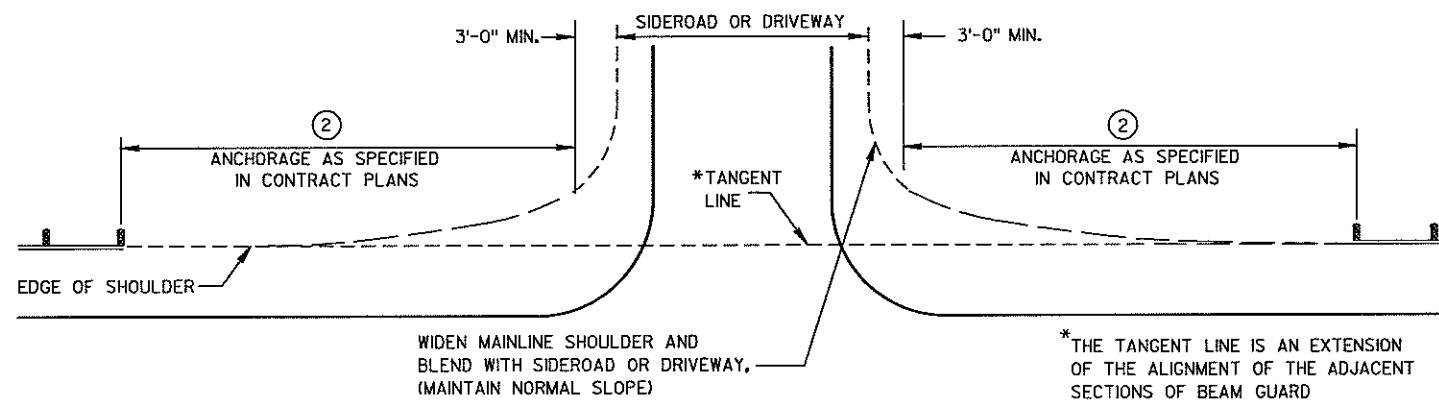 SIDEROAD OR DRIVEWAY
3'-0" MIN.
3'-0" MIN.
2
ANCHORAGE AS SPECIFIED
IN CONTRACT PLANS
2
ANCHORAGE AS SPECIFIED
IN CONTRACT PLANS
*TANGENT
LINE
EDGE OF SHOULDER
WIDEN MAINLINE SHOULDER AND
BLEND WITH SIDEROAD OR DRIVEWAY.
(MAINTAIN NORMAL SLOPE)
*THE TANGENT LINE IS AN EXTENSION
OF THE ALIGNMENT OF THE ADJACENT
SECTIONS OF BEAM GUARD